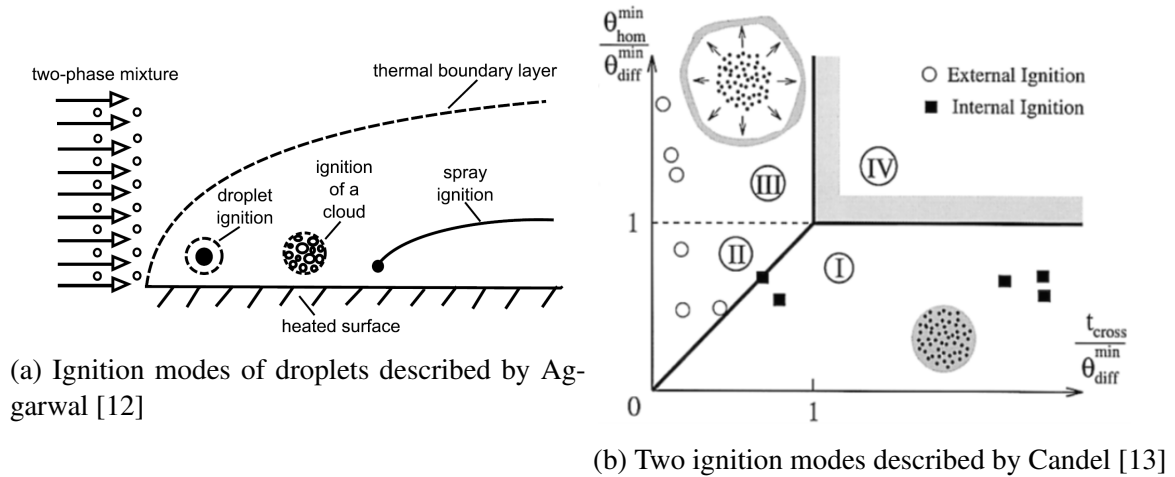 two-phase mixture
thermal boundary layer
droplet
ignition
ignition
of a
cloud
spray
ignition
heated surface
(a) Ignition modes of droplets described by Ag-
garwal [12]
θ_hom^min
θ_diff^min
External Ignition
Internal Ignition
IV
III
1
II
I
t_cross
θ_diff^min
0
1
(b) Two ignition modes described by Candel [13]